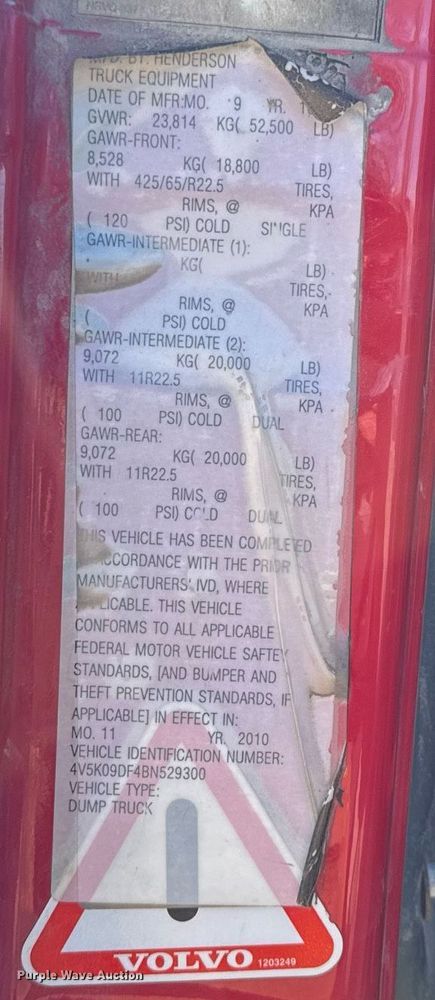 MFD. BY: HENDERSON
TRUCK EQUIPMENT
DATE OF MFR:MO. 9 YR. 1
GVWR: 23,814 KG( 52,500 LB)
GAWR-FRONT:
8,528 KG( 18,800 LB)
WITH 425/65/R22.5 TIRES,
RIMS, @ KPA
( 120 PSI) COLD SINGLE
GAWR-INTERMEDIATE (1):
KG( LB)
WITH TIRES,
RIMS, @ KPA
( PSI) COLD
GAWR-INTERMEDIATE (2):
9,072 KG( 20,000 LB)
WITH 11R22.5 TIRES,
RIMS, @ KPA
( 100 PSI) COLD DUAL
GAWR-REAR:
9,072 KG( 20,000 LB)
WITH 11R22.5 TIRES,
RIMS, @ KPA
( 100 PSI) COLD DUAL
THIS VEHICLE HAS BEEN COMPLETED
ACCORDANCE WITH THE PRIOR
MANUFACTURERS' IVD, WHERE
APPLICABLE. THIS VEHICLE
CONFORMS TO ALL APPLICABLE
FEDERAL MOTOR VEHICLE SAFTEY
STANDARDS, [AND BUMPER AND
THEFT PREVENTION STANDARDS, IF
APPLICABLE] IN EFFECT IN:
MO. 11 YR. 2010
VEHICLE IDENTIFICATION NUMBER:
4V5K09DF4BN529300
VEHICLE TYPE:
DUMP TRUCK
VOLVO 1203249
Purple Wave Auction